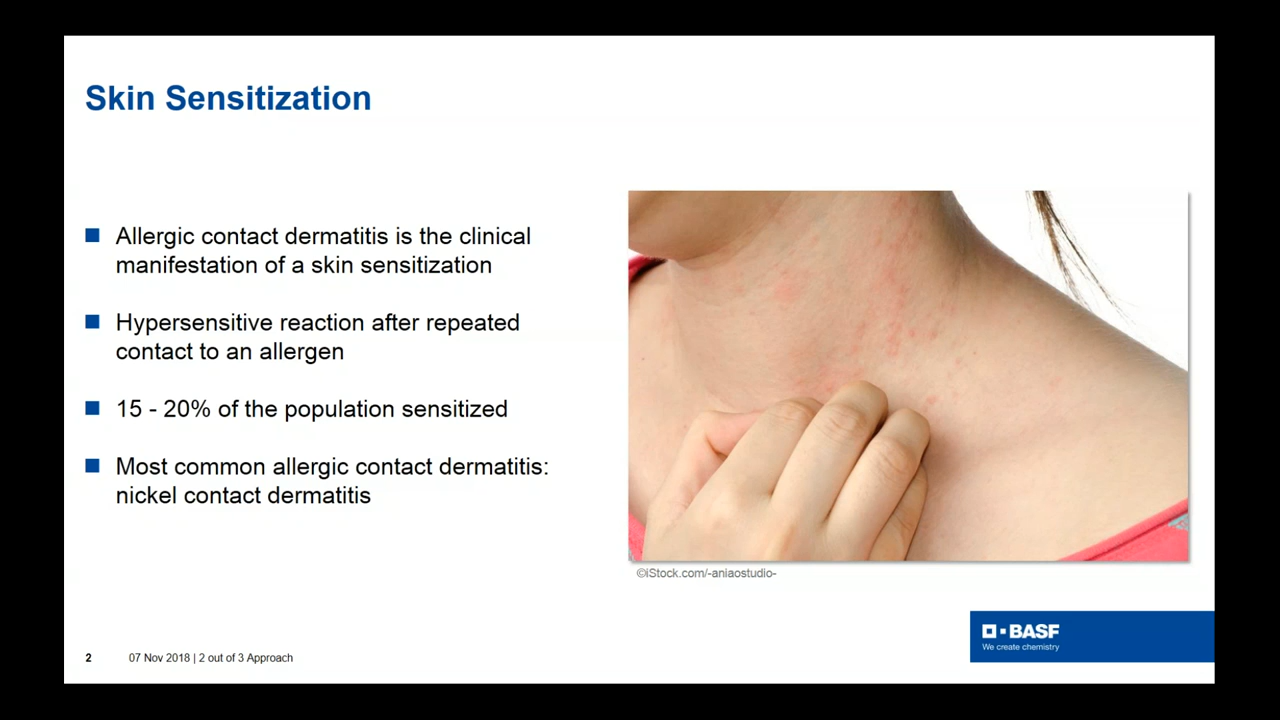 Skin Sensitization
Allergic contact dermatitis is the clinical
manifestation of a skin sensitization
Hypersensitive reaction after repeated
contact to an allergen
15 - 20% of the population sensitized
Most common allergic contact dermatitis:
nickel contact dermatitis
©iStock.com/-aniaostudio-
BASF
We create chemistry
2 07 Nov 2018 | 2 out of 3 Approach